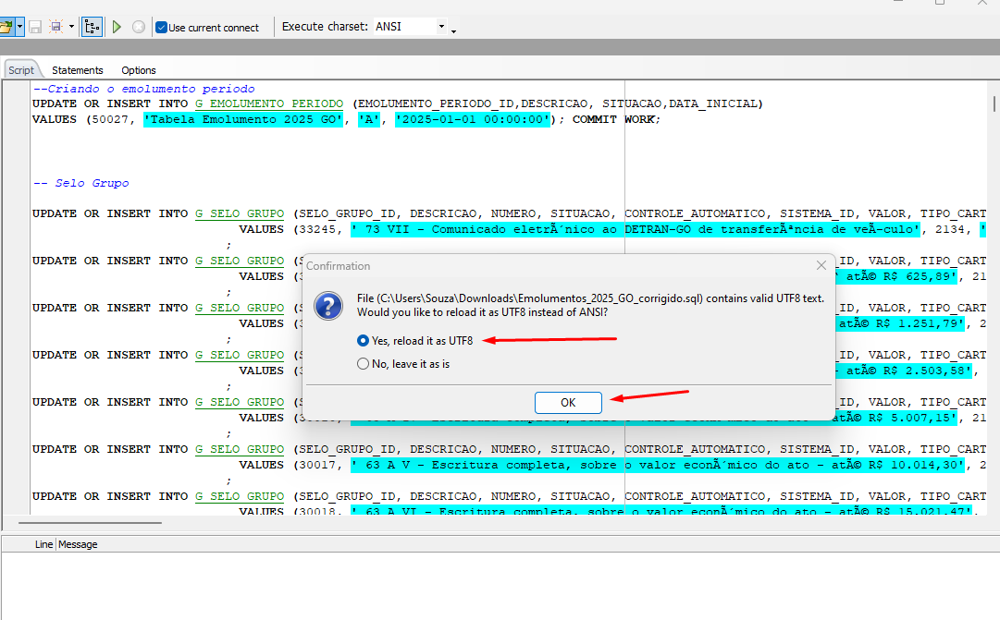 Use current connect
Execute charset: ANSI
Script Statements Options
--Criando o emolumento periodo
UPDATE OR INSERT INTO G_EMOLUMENTO_PERIODO (EMOLUMENTO_PERIODO_ID,DESCRICAO, SITUACAO,DATA_INICIAL)
VALUES (50027, 'Tabela Emolumento 2025 GO', 'A', '2025-01-01 00:00:00'); COMMIT WORK;
-- Selo Grupo
UPDATE OR INSERT INTO G_SELO_GRUPO (SELO_GRUPO_ID, DESCRICAO, NUMERO, SITUACAO, CONTROLE_AUTOMATICO, SISTEMA_ID, VALOR, TIPO_CART
VALUES (33245, ' 73 VII - Comunicado eletrÃ´nico ao DETRAN-GO de transferÃªncia de veÃ­culo', 2134, '
;
UPDATE OR INSERT INTO G_SELO_GRUPO (S ID, VALOR, TIPO_CART
VALUES (3 atÃ© R$ 625,89', 21
;
UPDATE OR INSERT INTO G_SELO_GRUPO (S ID, VALOR, TIPO_CART
VALUES (3 atÃ© R$ 1.251,79', 2
;
UPDATE OR INSERT INTO G_SELO_GRUPO (S ID, VALOR, TIPO_CART
VALUES (3 - atÃ© R$ 2.503,58',
;
UPDATE OR INSERT INTO G_SELO_GRUPO (S ID, VALOR, TIPO_CART
VALUES - atÃ© R$ 5.007,15', 21
;
UPDATE OR INSERT INTO G_SELO_GRUPO (SELO_GRUPO_ID, DESCRICAO, NUMERO, SITUACAO, CONTROLE_AUTOMATICO, SISTEMA_ID, VALOR, TIPO_CART
VALUES (30017, ' 63 A V - Escritura completa, sobre o valor econÃ´mico do ato - atÃ© R$ 10.014,30', 2
;
UPDATE OR INSERT INTO G_SELO_GRUPO (SELO_GRUPO_ID, DESCRICAO, NUMERO, SITUACAO, CONTROLE_AUTOMATICO, SISTEMA_ID, VALOR, TIPO_CART
VALUES (30018, ' 63 A VI - Escritura completa, sobre o valor econÃ´mico do ato - atÃ© R$ 15.021,47',
Confirmation
File (C:\Users\Souza\Downloads\Emolumentos_2025_GO_corrigido.sql) contains valid UTF8 text.
Would you like to reload it as UTF8 instead of ANSI?
Yes, reload it as UTF8
No, leave it as is
OK
Line Message